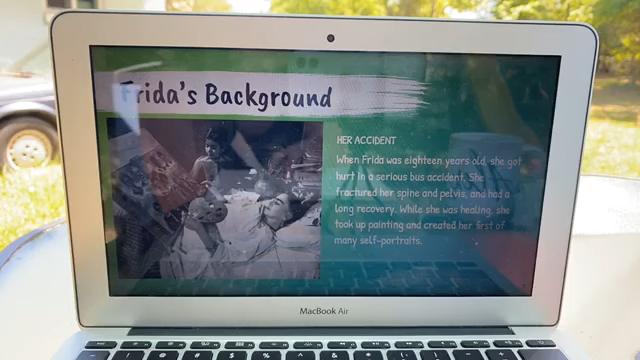 Frida's Background
HER ACCIDENT
When Frida was eighteen years old, she got
hurt in a serious bus accident. She
fractured her spine and pelvis, and had a
long recovery. While she was healing, she
took up painting and created her first of
many self-portraits.
MacBook Air